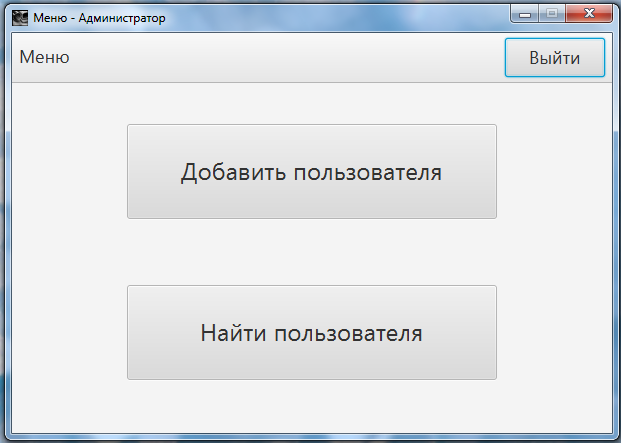 Меню - Администратор
Меню
Выйти
Добавить пользователя
Найти пользователя